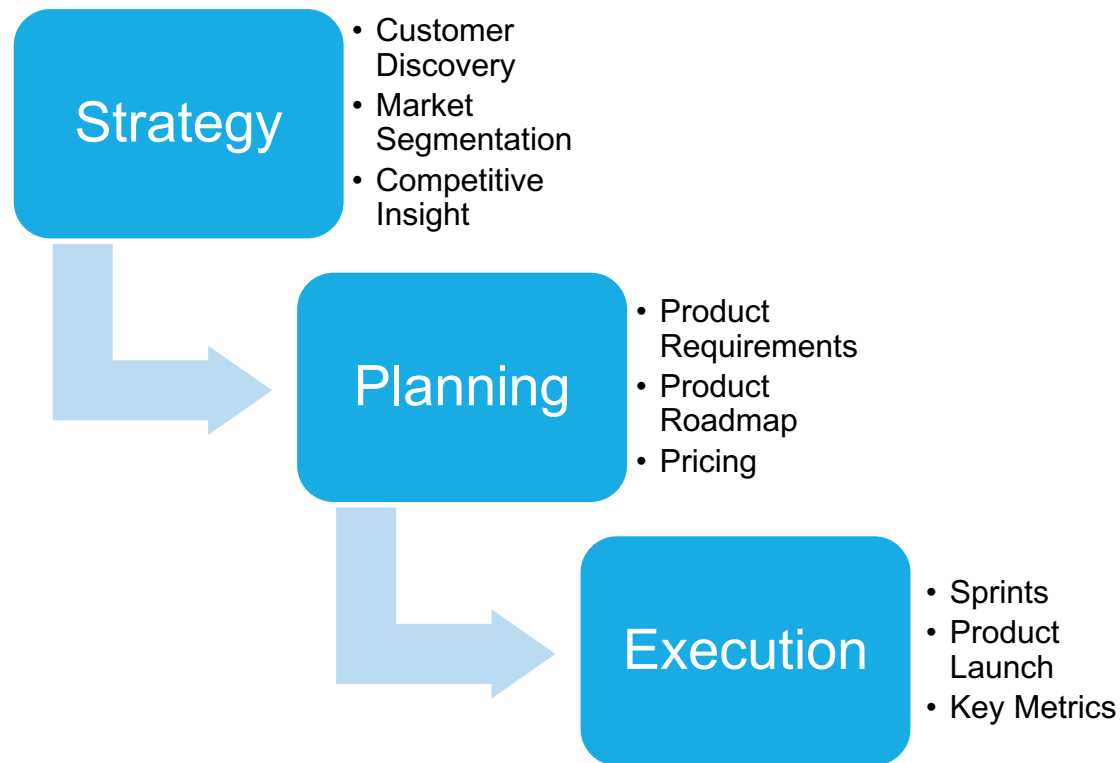 Strategy
• Customer
Discovery
• Market
Segmentation
• Competitive
Insight
Planning
• Product
Requirements
• Product
Roadmap
• Pricing
Execution
• Sprints
• Product
Launch
• Key Metrics